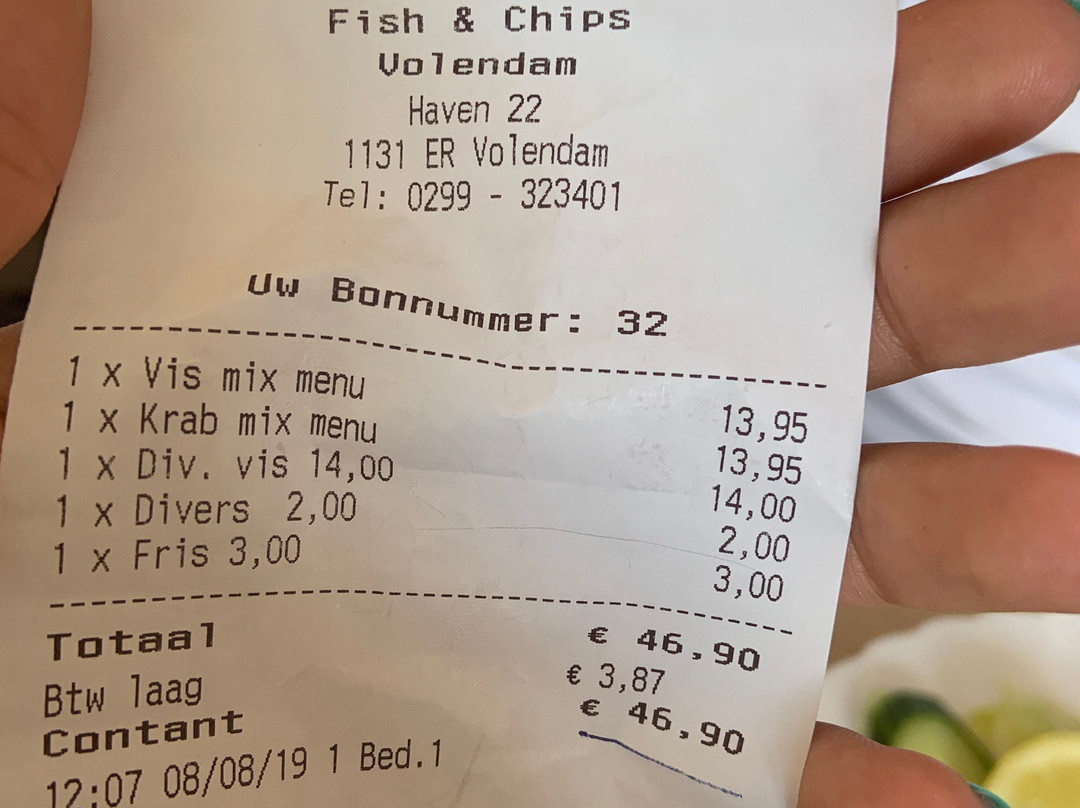 Fish & Chips
Volendam
Haven 22
1131 ER Volendam
Tel: 0299 - 323401
Uw Bonnummer: 32
1 x Vis mix menu 13,95
1 x Krab mix menu 13,95
1 x Div. vis 14,00 14,00
1 x Divers 2,00 2,00
1 x Fris 3,00 3,00
Totaal € 46,90
Btw laag € 3,87
Contant € 46,90
12:07 08/08/19 1 Bed.1